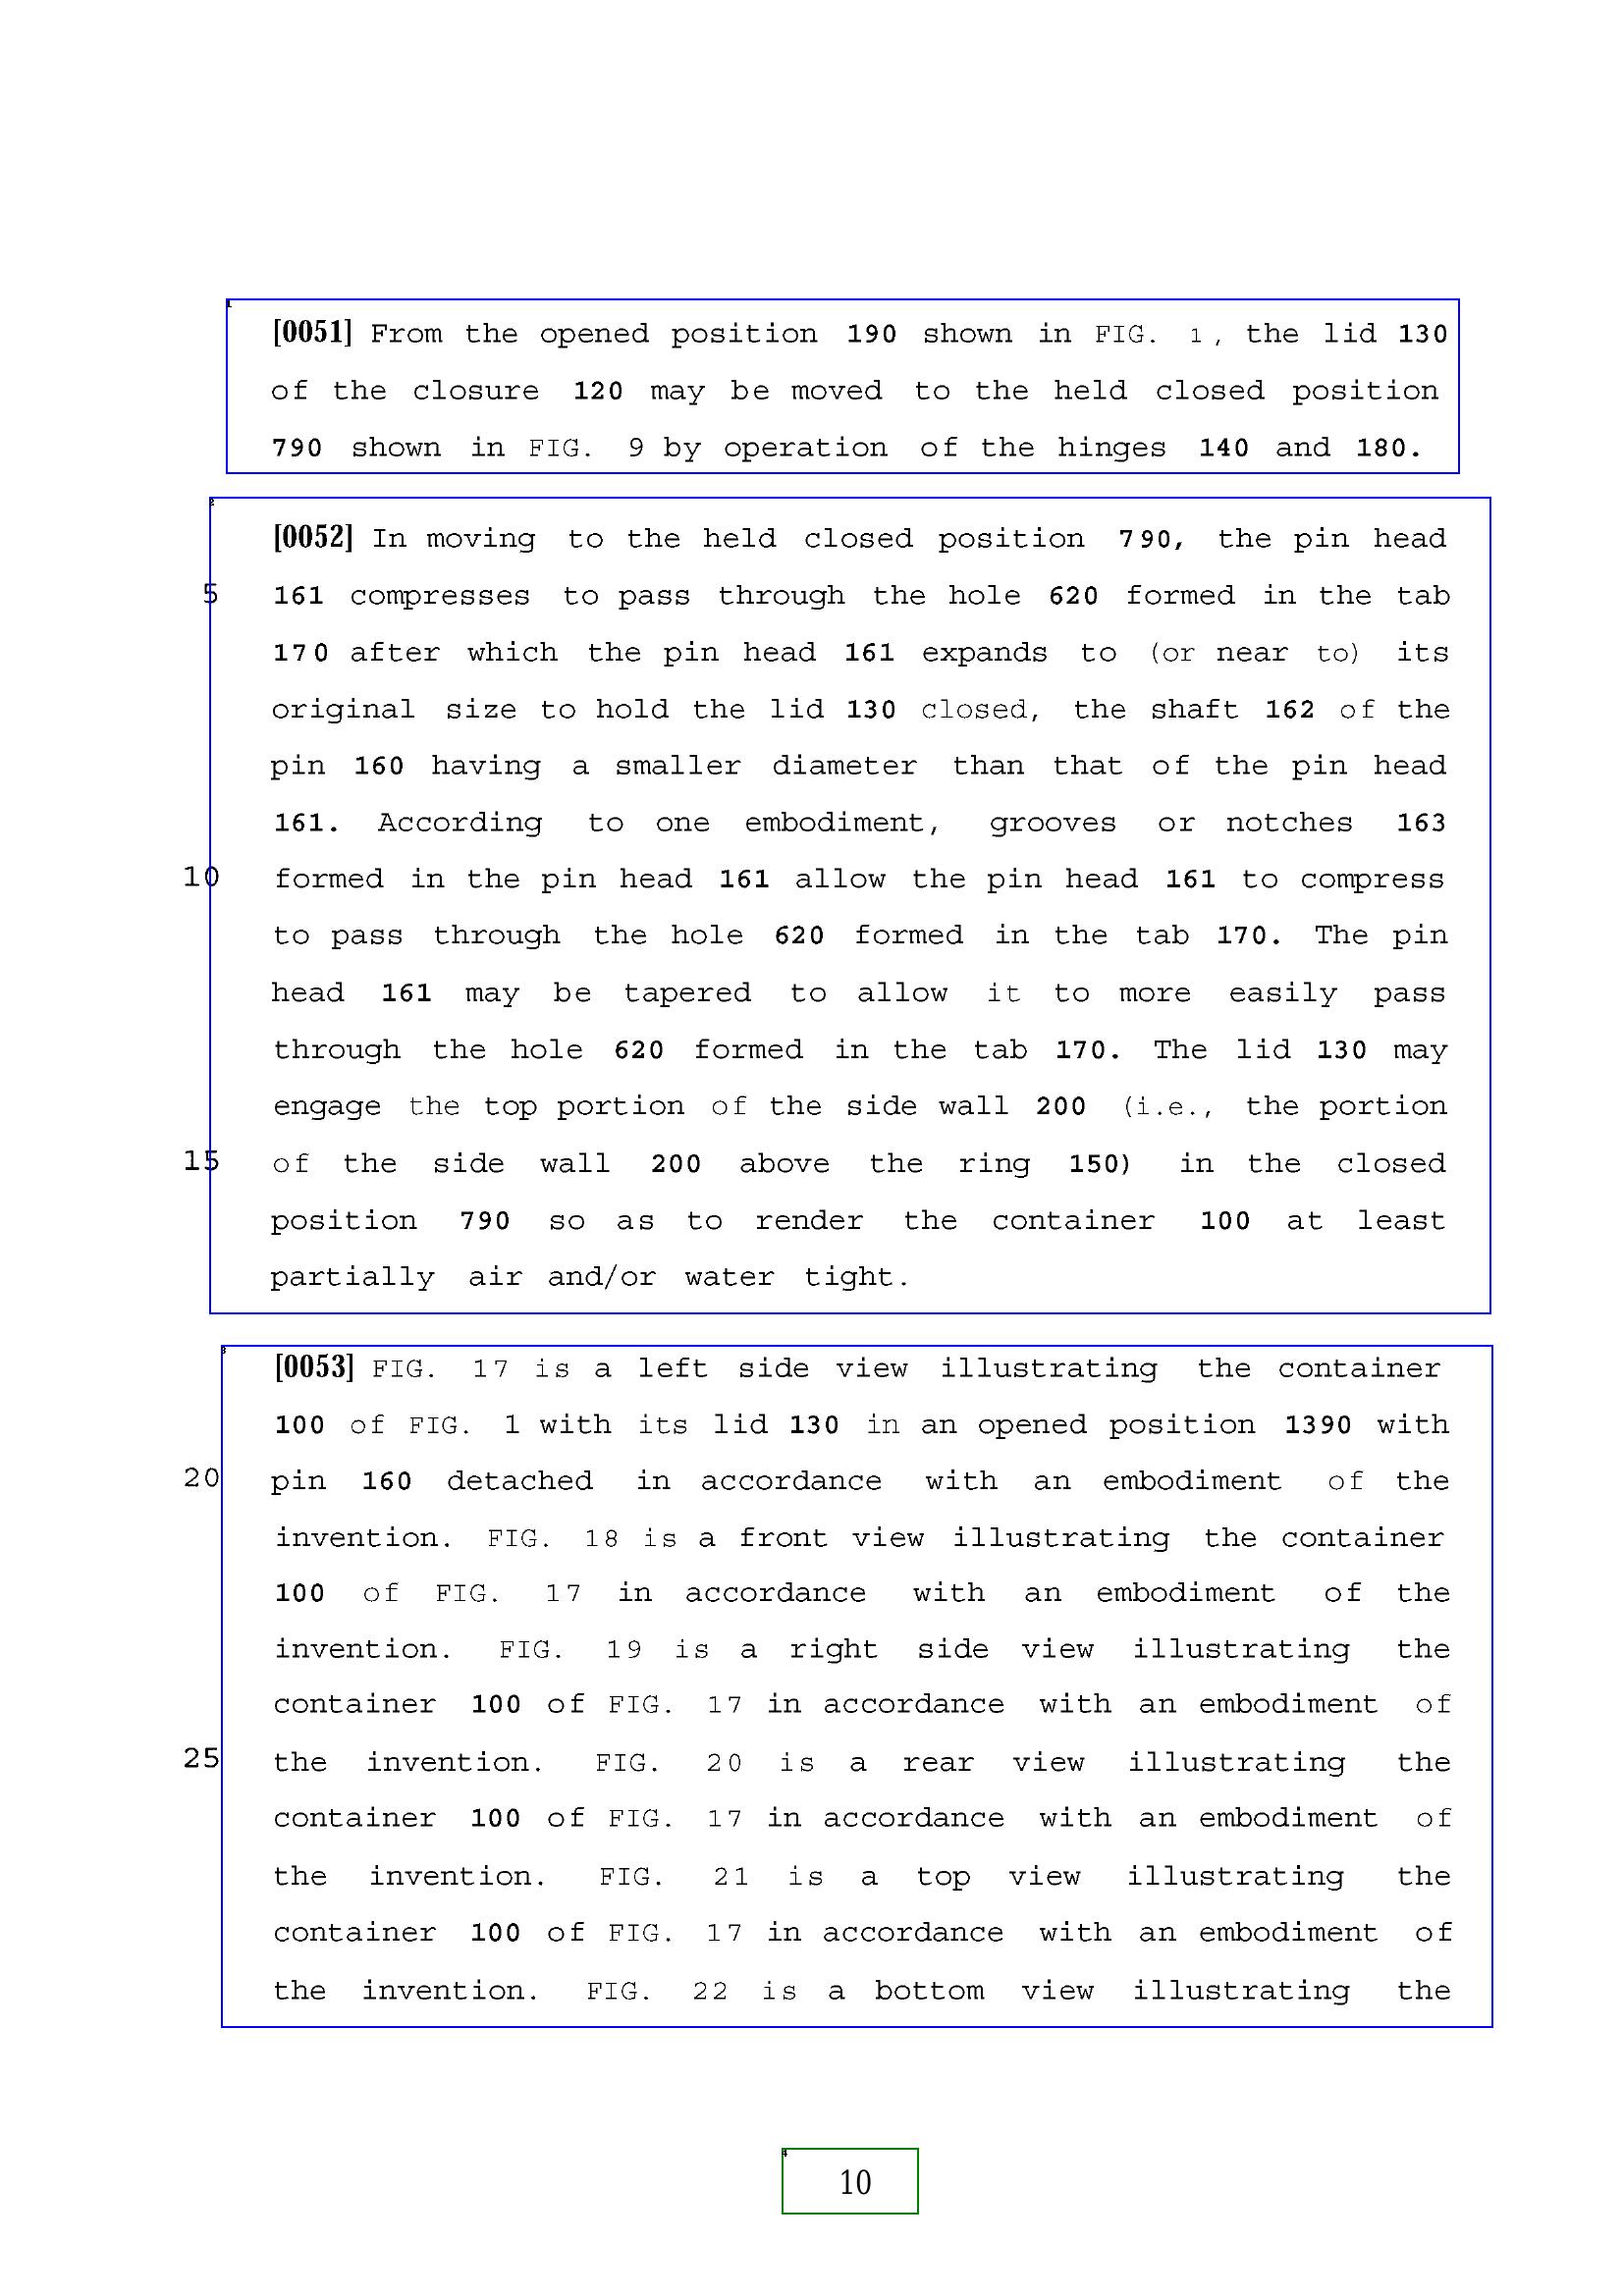 [0051] From the opened position 190 shown in FIG. 1, the lid 130
of the closure 120 may be moved to the held closed position
790 shown in FIG. 9 by operation of the hinges 140 and 180.
[0052] In moving to the held closed position 790, the pin head
5 161 compresses to pass through the hole 620 formed in the tab
170 after which the pin head 161 expands to (or near to) its
original size to hold the lid 130 closed, the shaft 162 of the
pin 160 having a smaller diameter than that of the pin head
161. According to one embodiment, grooves or notches 163
10 formed in the pin head 161 allow the pin head 161 to compress
to pass through the hole 620 formed in the tab 170. The pin
head 161 may be tapered to allow it to more easily pass
through the hole 620 formed in the tab 170. The lid 130 may
engage the top portion of the side wall 200 (i.e., the portion
15 of the side wall 200 above the ring 150) in the closed
position 790 so as to render the container 100 at least
partially air and/or water tight.
[0053] FIG. 17 is a left side view illustrating the container
100 of FIG. 1 with its lid 130 in an opened position 1390 with
20 pin 160 detached in accordance with an embodiment of the
invention. FIG. 18 is a front view illustrating the container
100 of FIG. 17 in accordance with an embodiment of the
invention. FIG. 19 is a right side view illustrating the
container 100 of FIG. 17 in accordance with an embodiment of
25 the invention. FIG. 20 is a rear view illustrating the
container 100 of FIG. 17 in accordance with an embodiment of
the invention. FIG. 21 is a top view illustrating the
container 100 of FIG. 17 in accordance with an embodiment of
the invention. FIG. 22 is a bottom view illustrating the
10